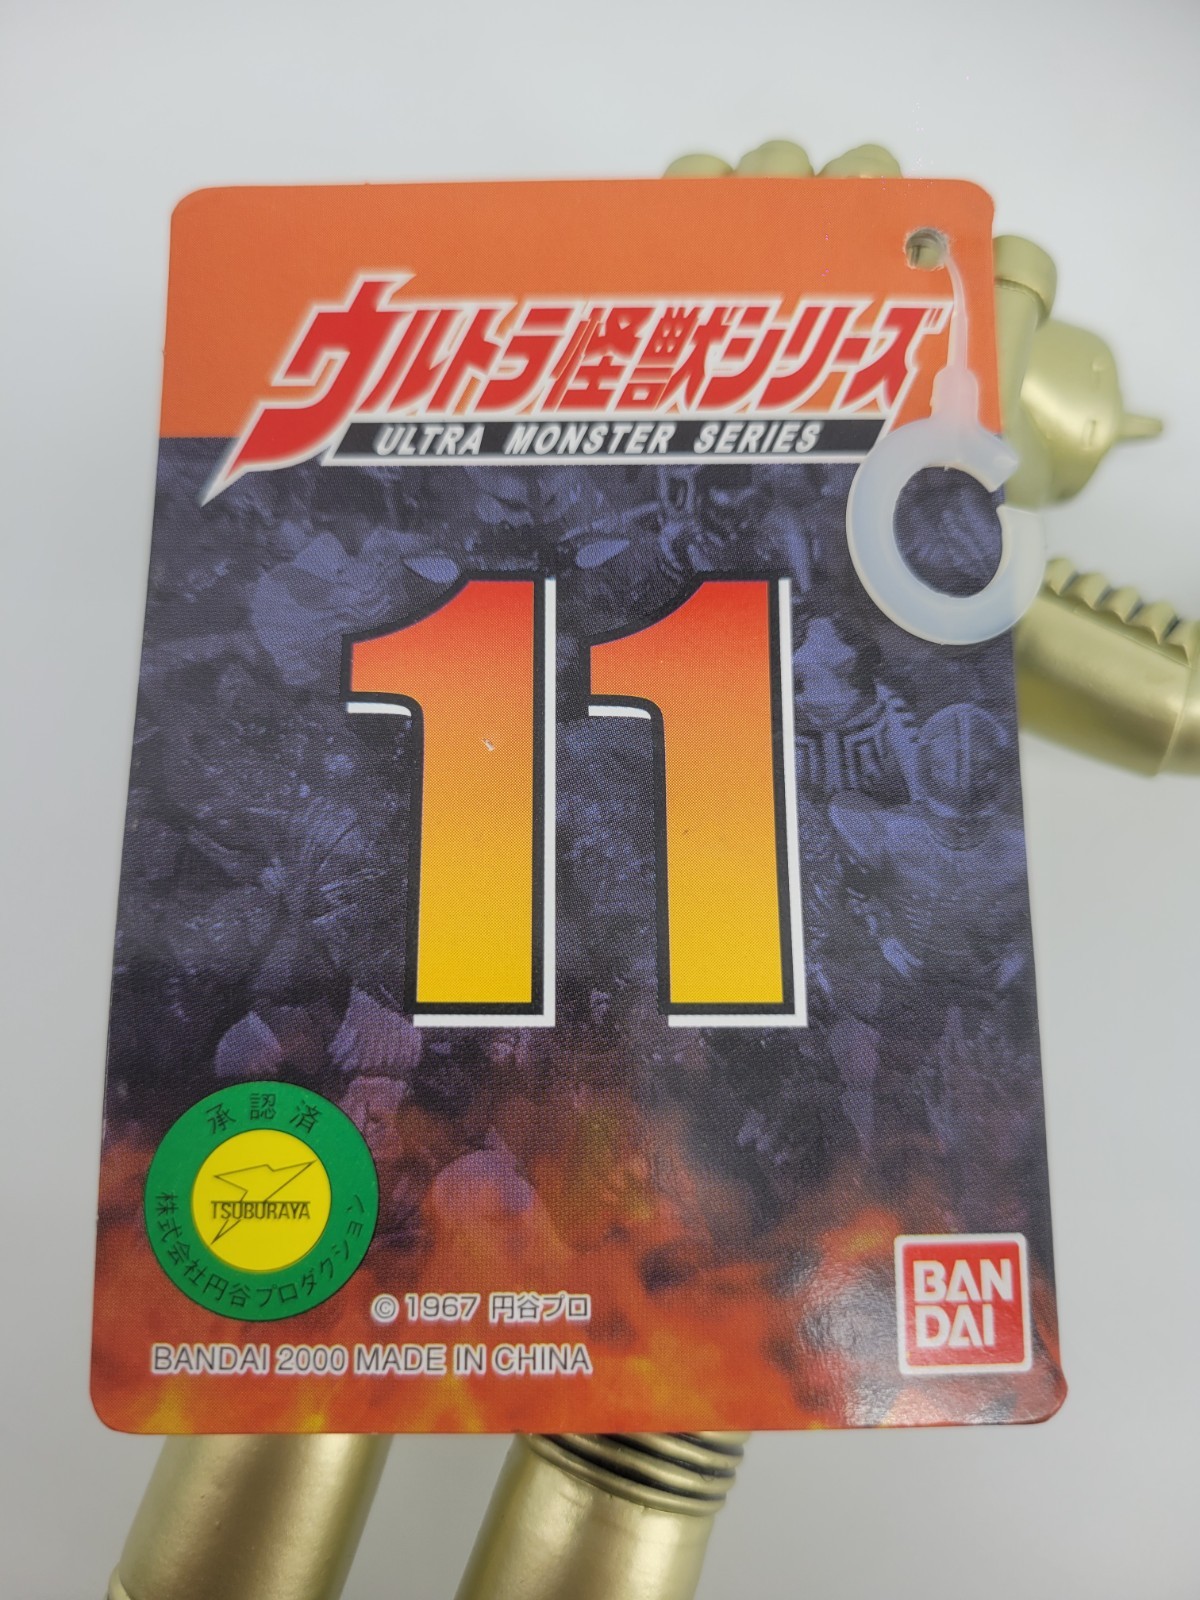 ウルトラ怪獣シリーズ
ULTRA MONSTER SERIES
11
承認済
TSUBURAYA
株式会社円谷プロダクション
© 1967 円谷プロ
BANDAI 2000 MADE IN CHINA
BAN
DAI